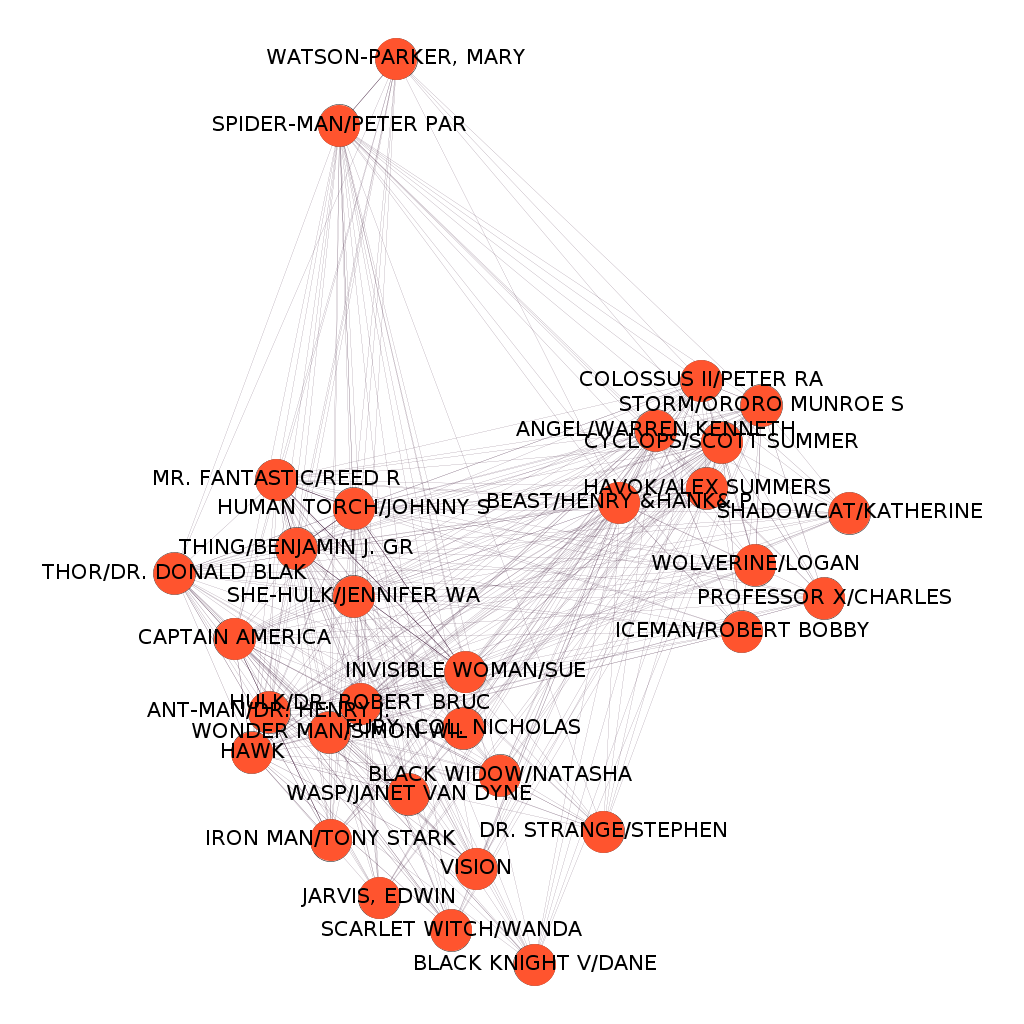 WATSON-PARKER, MARY
SPIDER-MAN/PETER PAR
COLOSSUS II/PETER RA
STORM/ORORO MUNROE S
ANGEL/WARREN KENNETH
CYCLOPS/SCOTT SUMMER
MR. FANTASTIC/REED R
HAVOK/ALEX SUMMERS
BEAST/HENRY &HANK& P
HUMAN TORCH/JOHNNY S
SHADOWCAT/KATHERINE
THING/BENJAMIN J. GR
WOLVERINE/LOGAN
THOR/DR. DONALD BLAK
SHE-HULK/JENNIFER WA
PROFESSOR X/CHARLES
ICEMAN/ROBERT BOBBY
CAPTAIN AMERICA
INVISIBLE WOMAN/SUE
HULK/DR. ROBERT BRUC
ANT-MAN/DR. HENRY J.
FURY, COL. NICHOLAS
WONDER MAN/SIMON WIL
HAWK
BLACK WIDOW/NATASHA
WASP/JANET VAN DYNE
DR. STRANGE/STEPHEN
IRON MAN/TONY STARK
VISION
JARVIS, EDWIN
SCARLET WITCH/WANDA
BLACK KNIGHT V/DANE